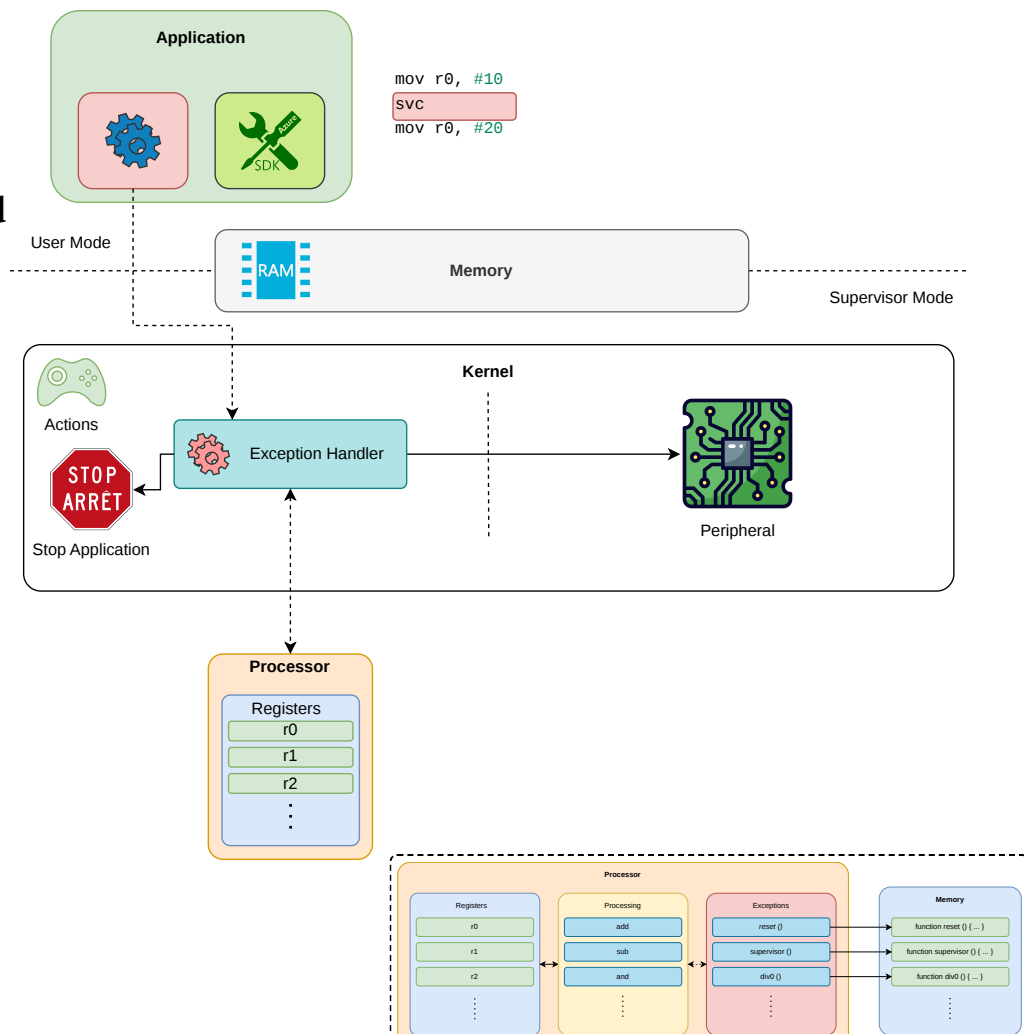 Application
mov r0, #10
svc
mov r0, #20
Azure
SDK
User Mode
RAM
Memory
Supervisor Mode
Kernel
Actions
Exception Handler
STOP
ARRÊT
Stop Application
Peripheral
Processor
Registers
r0
r1
r2
Processor
Registers
Processing
Exceptions
Memory
r0
add
reset ()
function reset () { ... }
r1
sub
supervisor ()
function supervisor () { ... }
r2
and
div0 ()
function div0 () { ... }